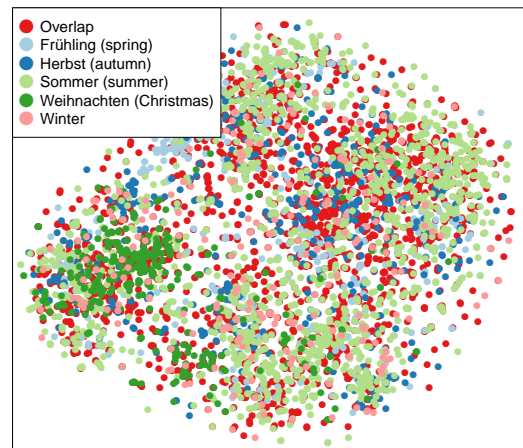 Overlap
Frühling (spring)
Herbst (autumn)
Sommer (summer)
Weihnachten (Christmas)
Winter